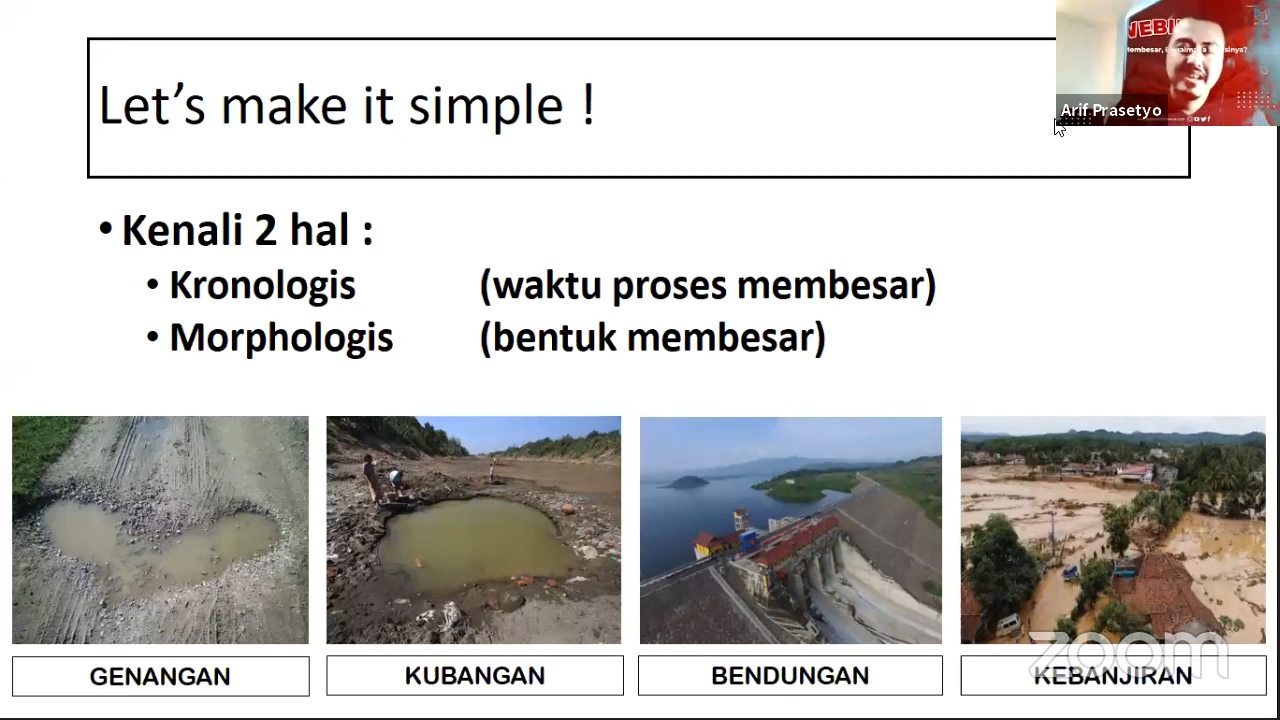 Let's make it simple !
Arif Prasetyo
• Kenali 2 hal :
• Kronologis (waktu proses membesar)
• Morphologis (bentuk membesar)
GENANGAN
KUBANGAN
BENDUNGAN
KEBANJIRAN
zoom